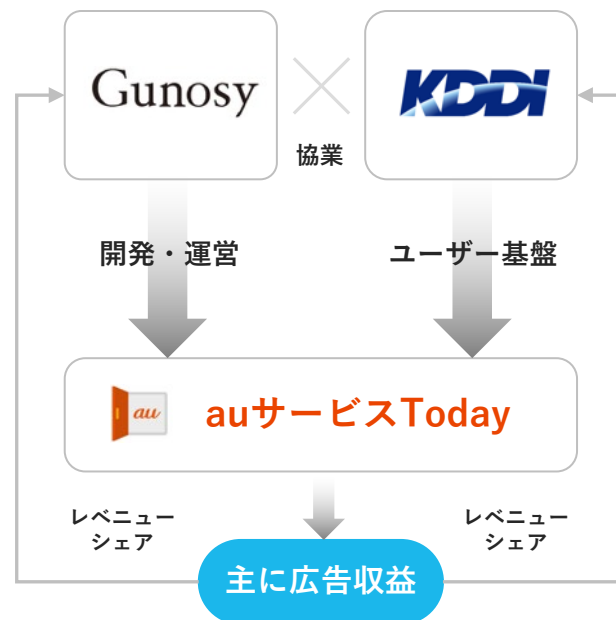 Gunosy
KDDI
協業
開発・運営
ユーザー基盤
au
auサービスToday
レベニュー
シェア
レベニュー
シェア
主に広告収益